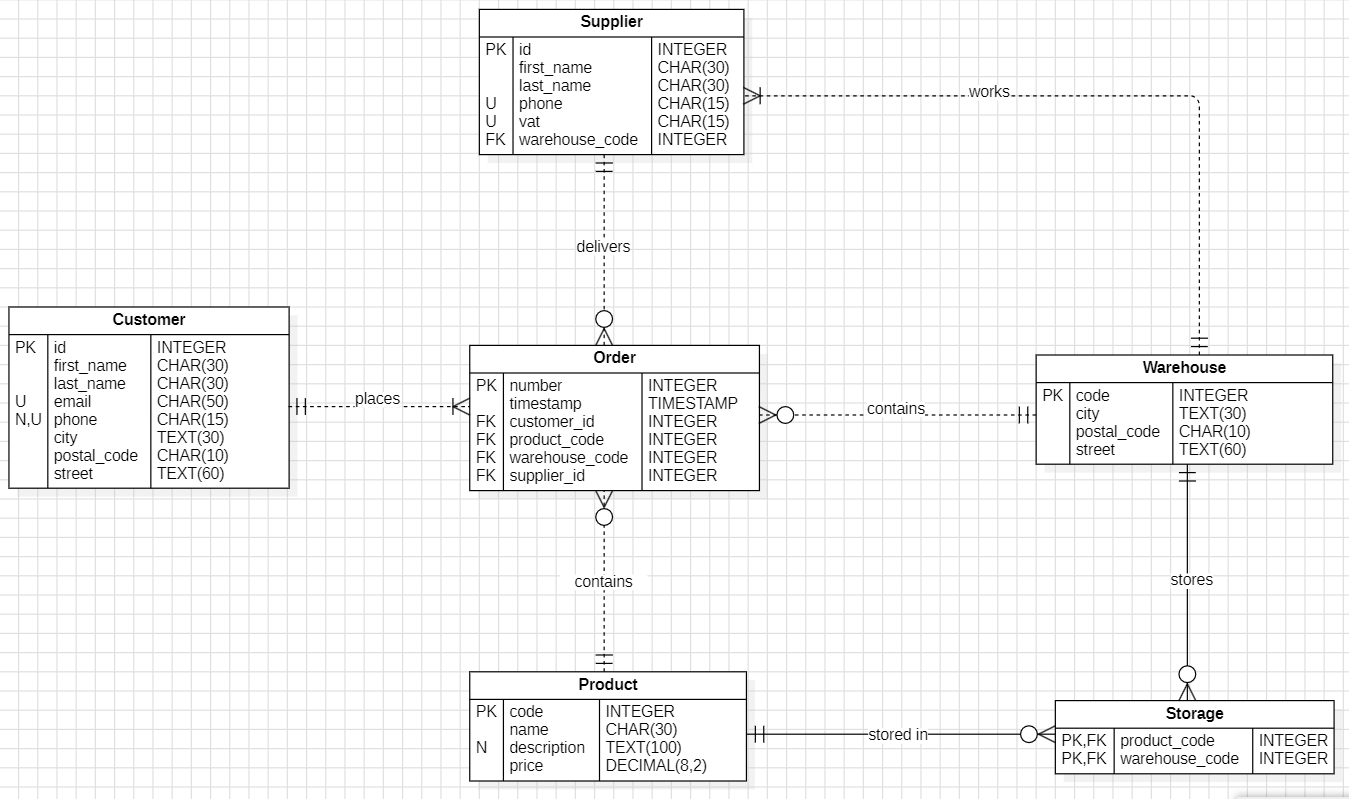 Supplier
PK id INTEGER
first_name CHAR(30)
last_name CHAR(30)
U phone CHAR(15)
U vat CHAR(15)
FK warehouse_code INTEGER
works
delivers
Customer
PK id INTEGER
first_name CHAR(30)
last_name CHAR(30)
U email CHAR(50)
N,U phone CHAR(15)
city TEXT(30)
postal_code CHAR(10)
street TEXT(60)
places
Order
PK number INTEGER
timestamp TIMESTAMP
FK customer_id INTEGER
FK product_code INTEGER
FK warehouse_code INTEGER
FK supplier_id INTEGER
contains
Warehouse
PK code INTEGER
city TEXT(30)
postal_code CHAR(10)
street TEXT(60)
contains
stores
Product
PK code INTEGER
name CHAR(30)
N description TEXT(100)
price DECIMAL(8,2)
stored in
Storage
PK,FK product_code INTEGER
PK,FK warehouse_code INTEGER